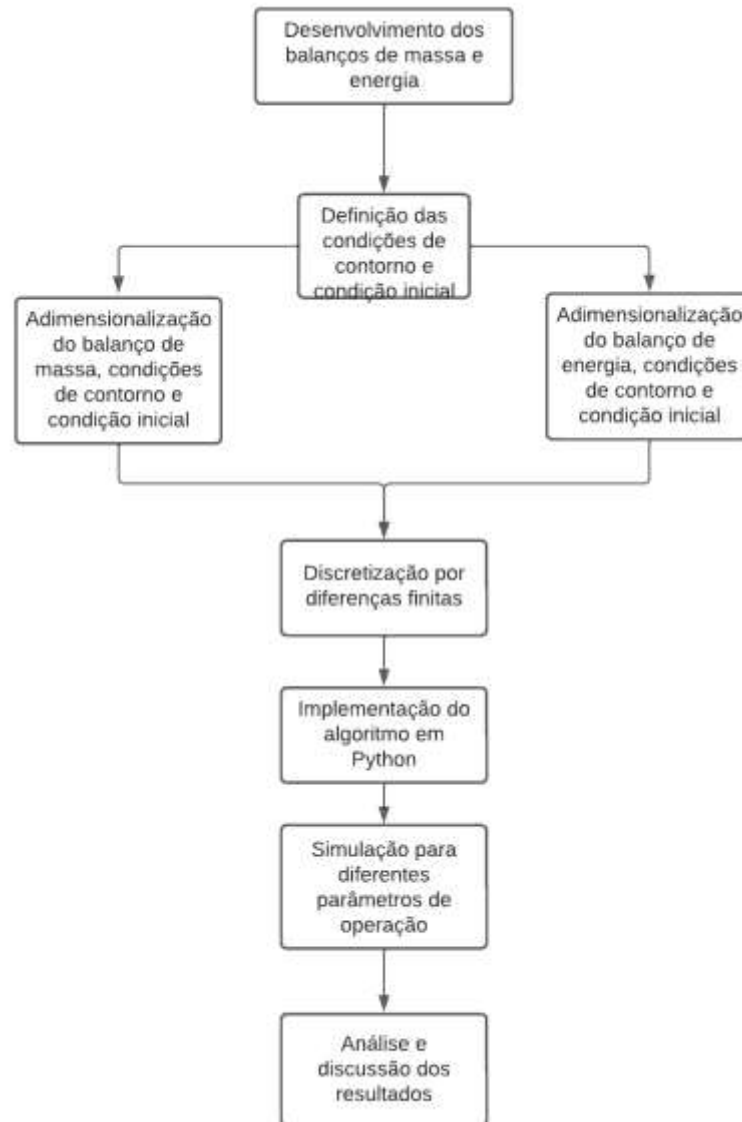 Desenvolvimento dos
balanços de massa e
energia
Definição das
condições de
contorno e
condição inicial
Adimensionalização
do balanço de
massa, condições
de contorno e
condição inicial
Adimensionalização
do balanço de
energia, condições
de contorno e
condição inicial
Discretização por
diferenças finitas
Implementação do
algoritmo em
Python
Simulação para
diferentes
parâmetros de
operação
Análise e
discussão dos
resultados